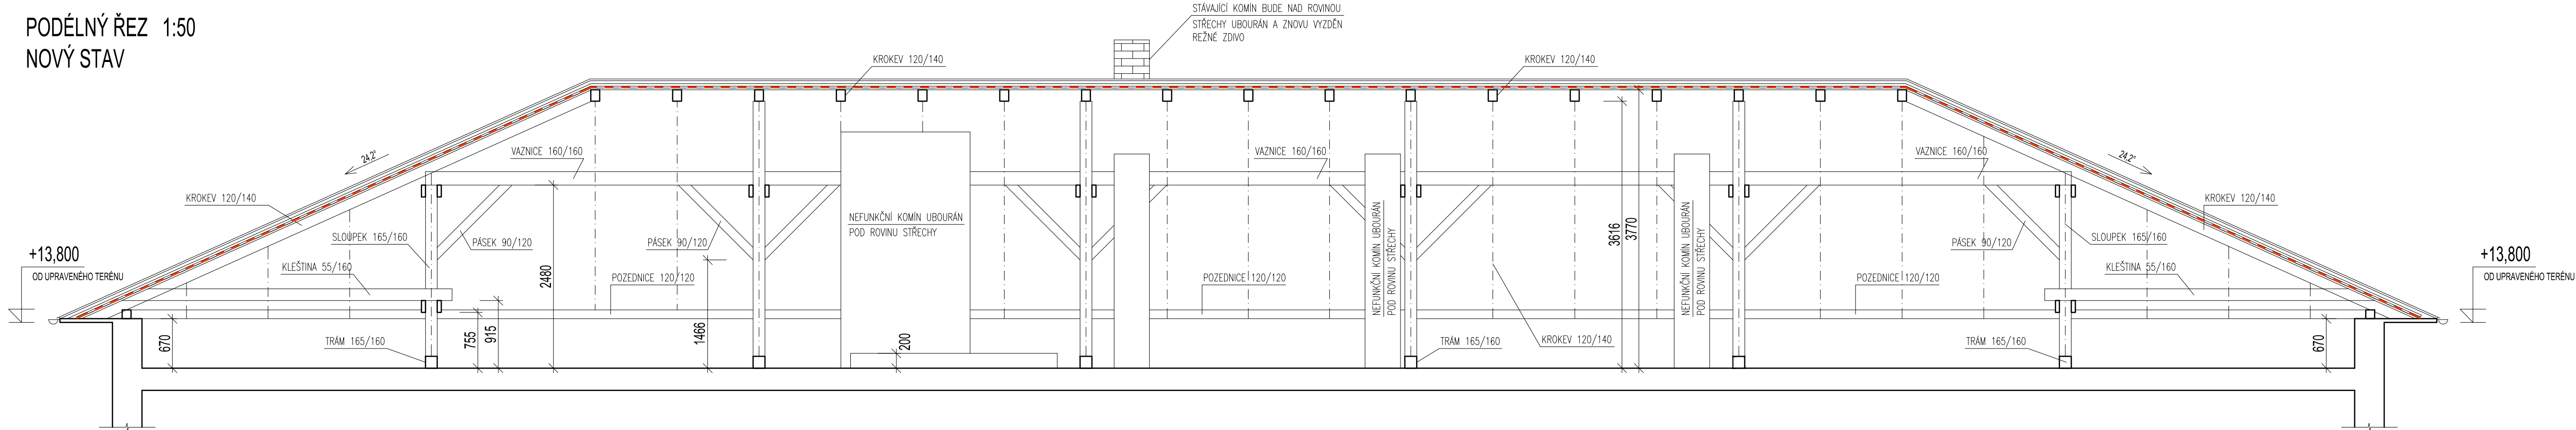 PODÉLNÝ ŘEZ 1:50
NOVÝ STAV
STÁVAJÍCÍ KOMÍN BUDE NAD ROVINOU
STŘECHY UBOURÁN A ZNOVU VYZDĚN
REŽNÉ ZDIVO
KROKEV 120/140
KROKEV 120/140
24,2°
24,2°
VAZNICE 160/160
VAZNICE 160/160
VAZNICE 160/160
KROKEV 120/140
KROKEV 120/140
NEFUNKČNÍ KOMÍN UBOURÁN
POD ROVINU STŘECHY
NEFUNKČNÍ KOMÍN UBOURÁN
POD ROVINU STŘECHY
NEFUNKČNÍ KOMÍN UBOURÁN
POD ROVINU STŘECHY
3616
3770
SLOUPEK 165/160
PÁSEK 90/120
PÁSEK 90/120
PÁSEK 90/120
SLOUPEK 165/160
+13,800
OD UPRAVENÉHO TERÉNU
+13,800
OD UPRAVENÉHO TERÉNU
KLEŠTINA 55/160
KLEŠTINA 55/160
2480
POZEDNICE 120/120
POZEDNICE 120/120
POZEDNICE 120/120
670
755
915
1466
200
670
TRÁM 165/160
TRÁM 165/160
KROKEV 120/140
TRÁM 165/160